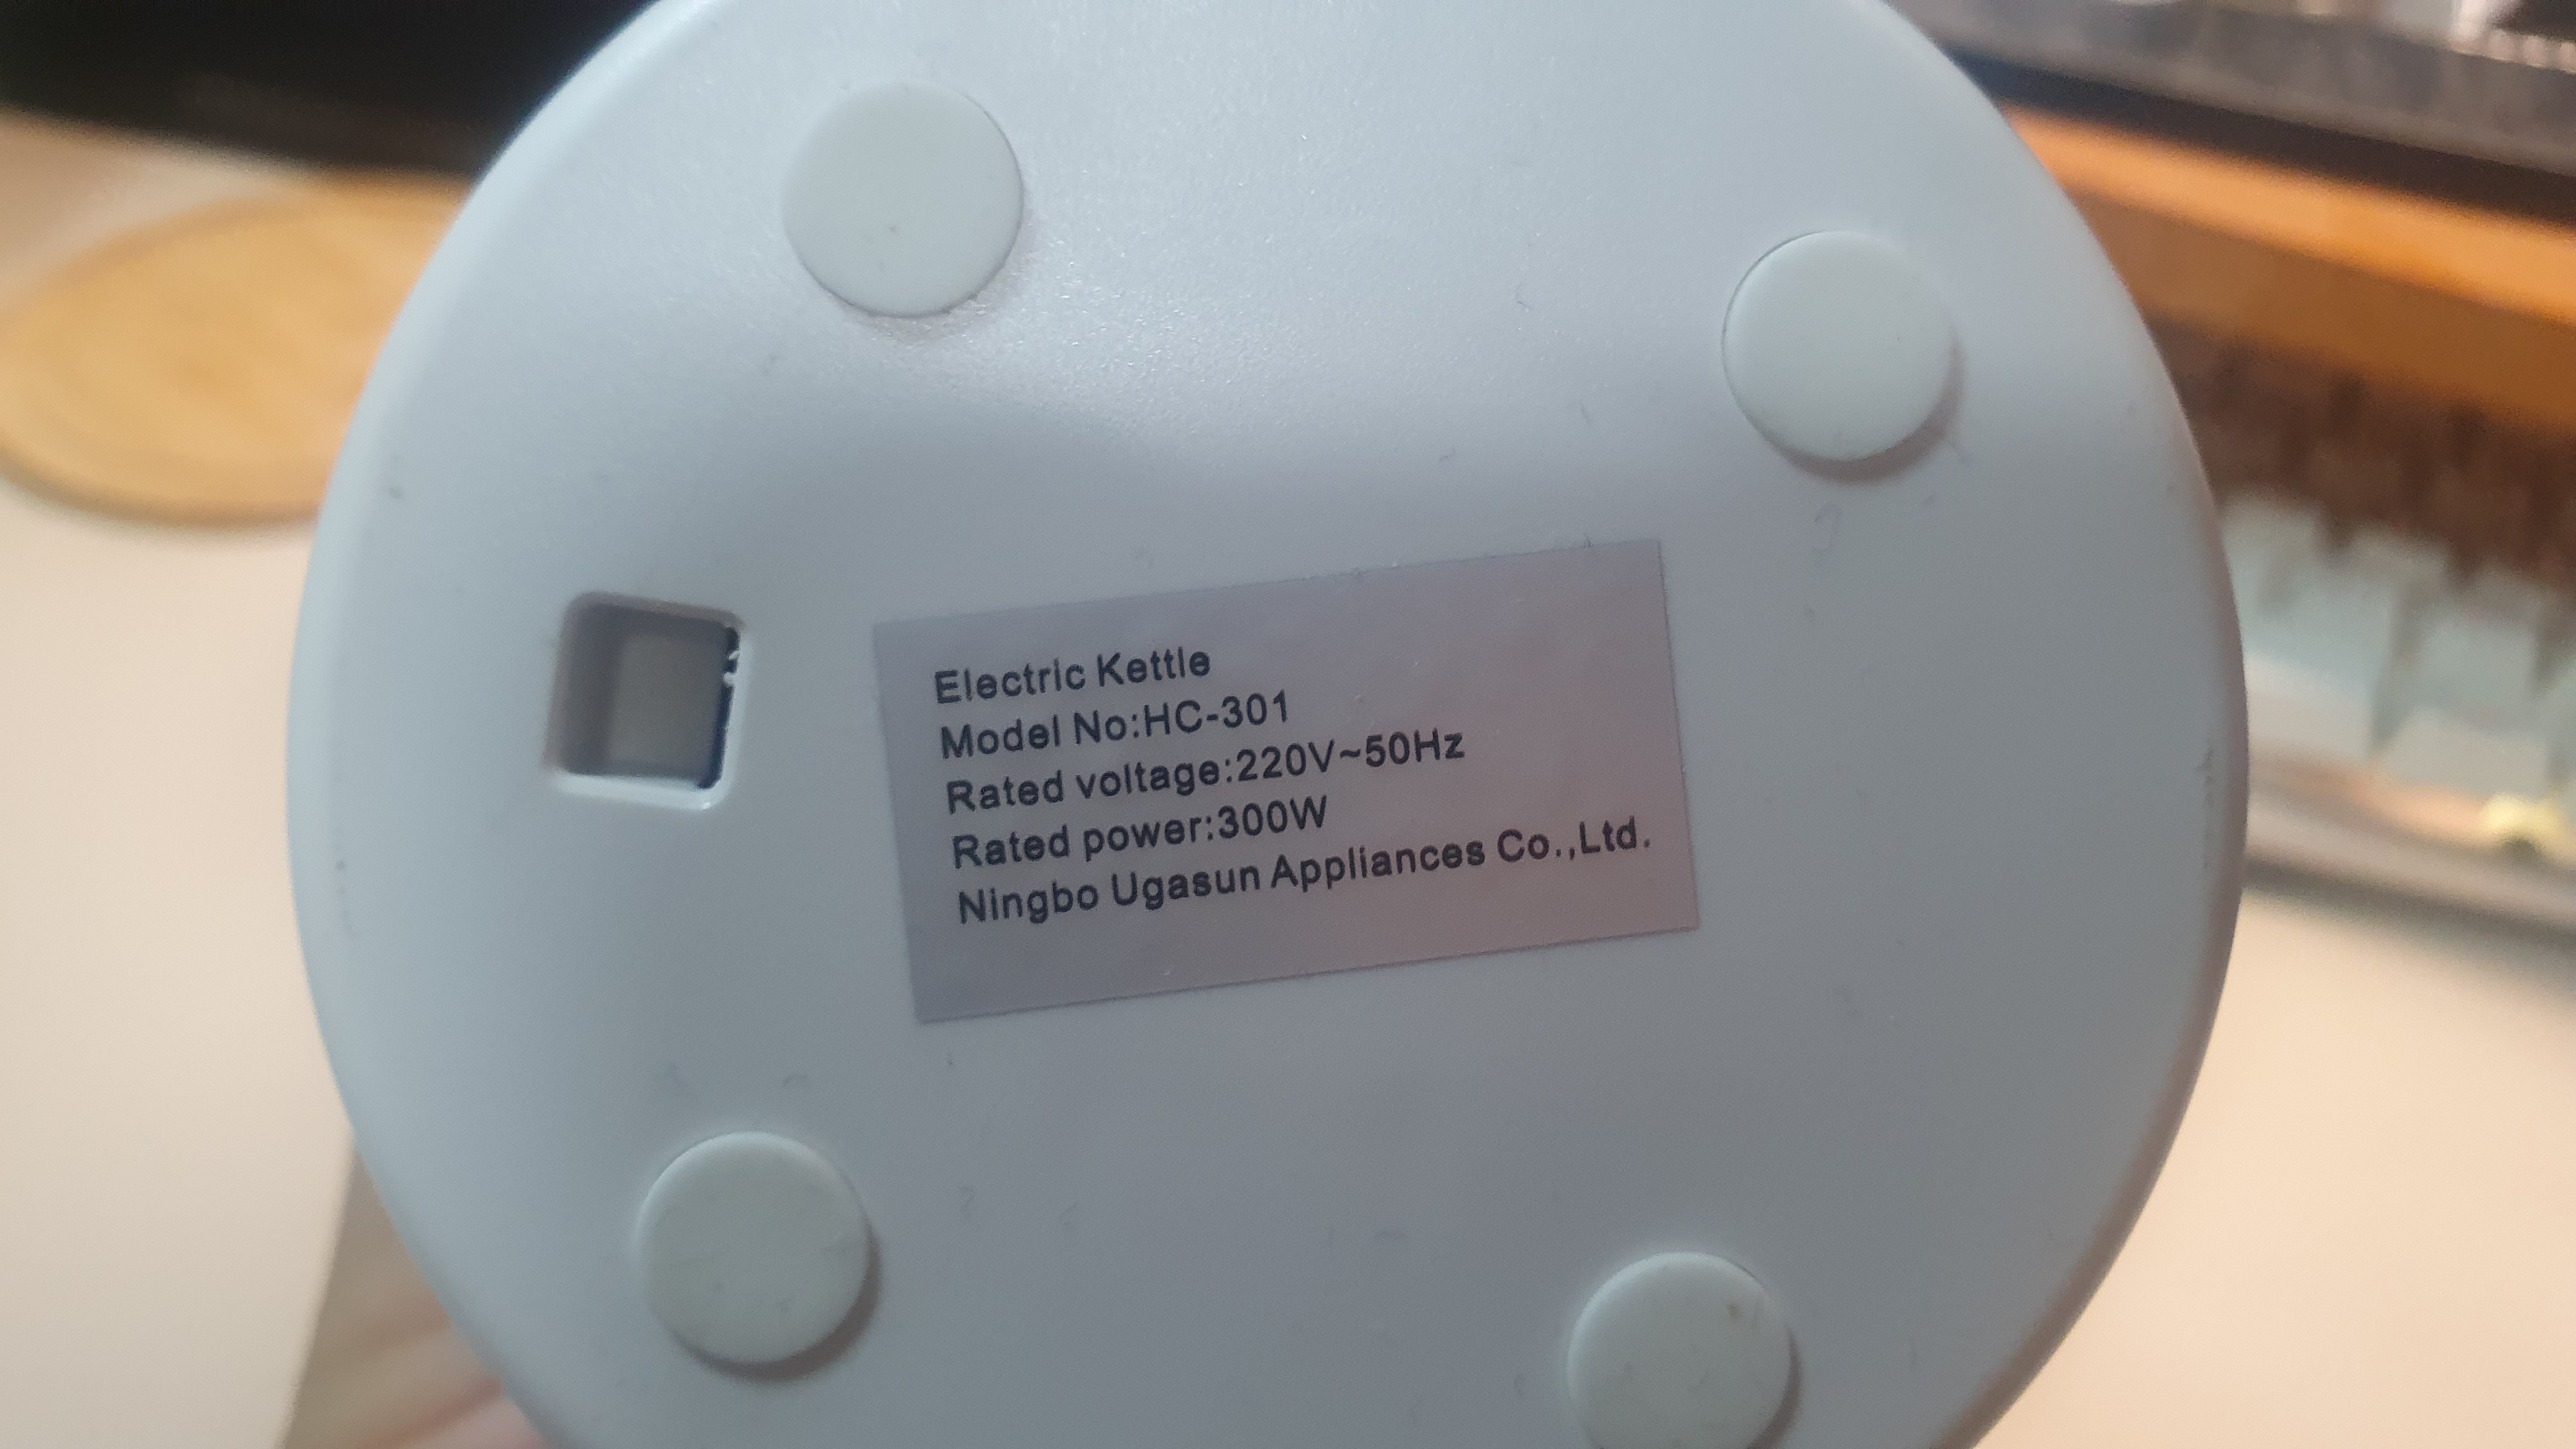 Electric Kettle
Model No:HC-301
Rated voltage:220V~50Hz
Rated power:300W
Ningbo Ugasun Appliances Co.,Ltd.